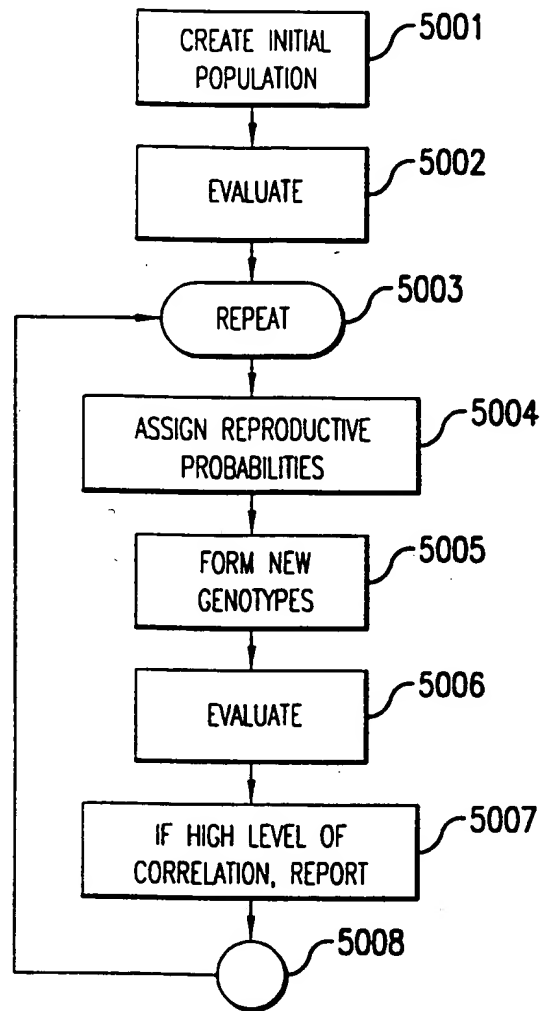 CREATE INITIAL
POPULATION
5001
EVALUATE
5002
REPEAT
5003
ASSIGN REPRODUCTIVE
PROBABILITIES
5004
FORM NEW
GENOTYPES
5005
EVALUATE
5006
IF HIGH LEVEL OF
CORRELATION, REPORT
5007
5008